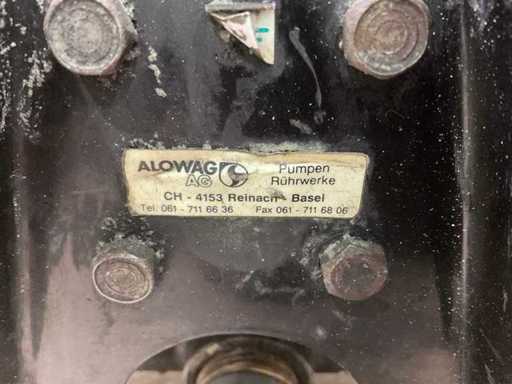 ALOWAG AG Pumpen Rührwerke
CH - 4153 Reinach - Basel
Tel. 061 - 711 66 36 Fax 061 - 711 68 06